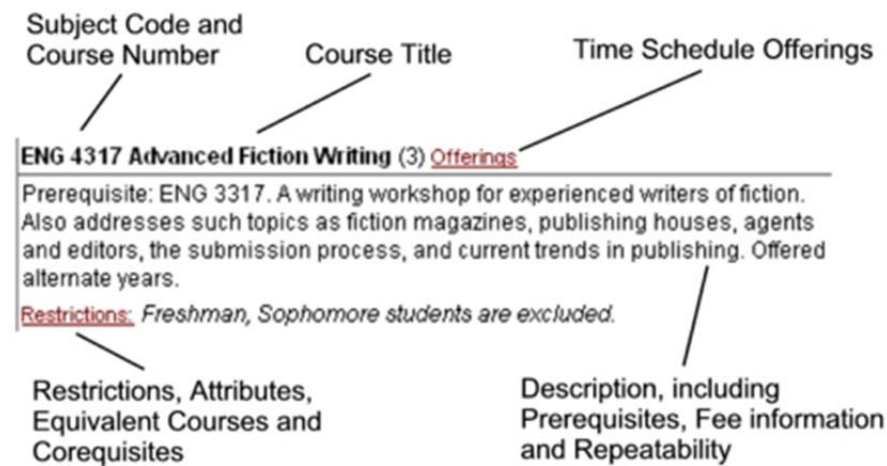 Subject Code and
Course Number
Course Title
Time Schedule Offerings
ENG 4317 Advanced Fiction Writing (3) Offerings
Prerequisite: ENG 3317. A writing workshop for experienced writers of fiction.
Also addresses such topics as fiction magazines, publishing houses, agents
and editors, the submission process, and current trends in publishing. Offered
alternate years.
Restrictions: Freshman, Sophomore students are excluded.
Restrictions, Attributes,
Equivalent Courses and
Corequisites
Description, including
Prerequisites, Fee information
and Repeatability